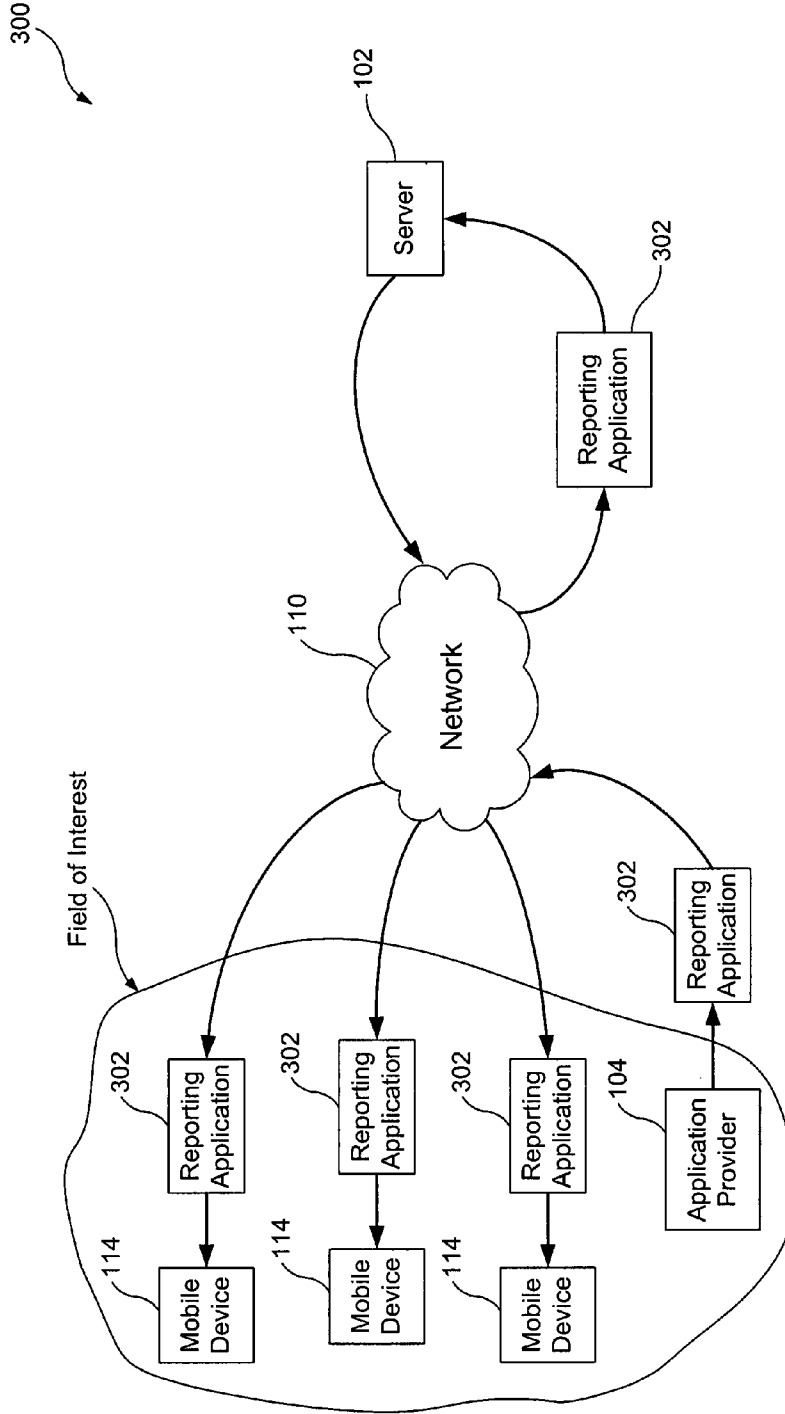 300
Field of Interest
114
Mobile
Device
302
Reporting
Application
114
Mobile
Device
302
Reporting
Application
114
Mobile
Device
302
Reporting
Application
104
Application
Provider
302
Reporting
Application
110
Network
102
Server
302
Reporting
Application